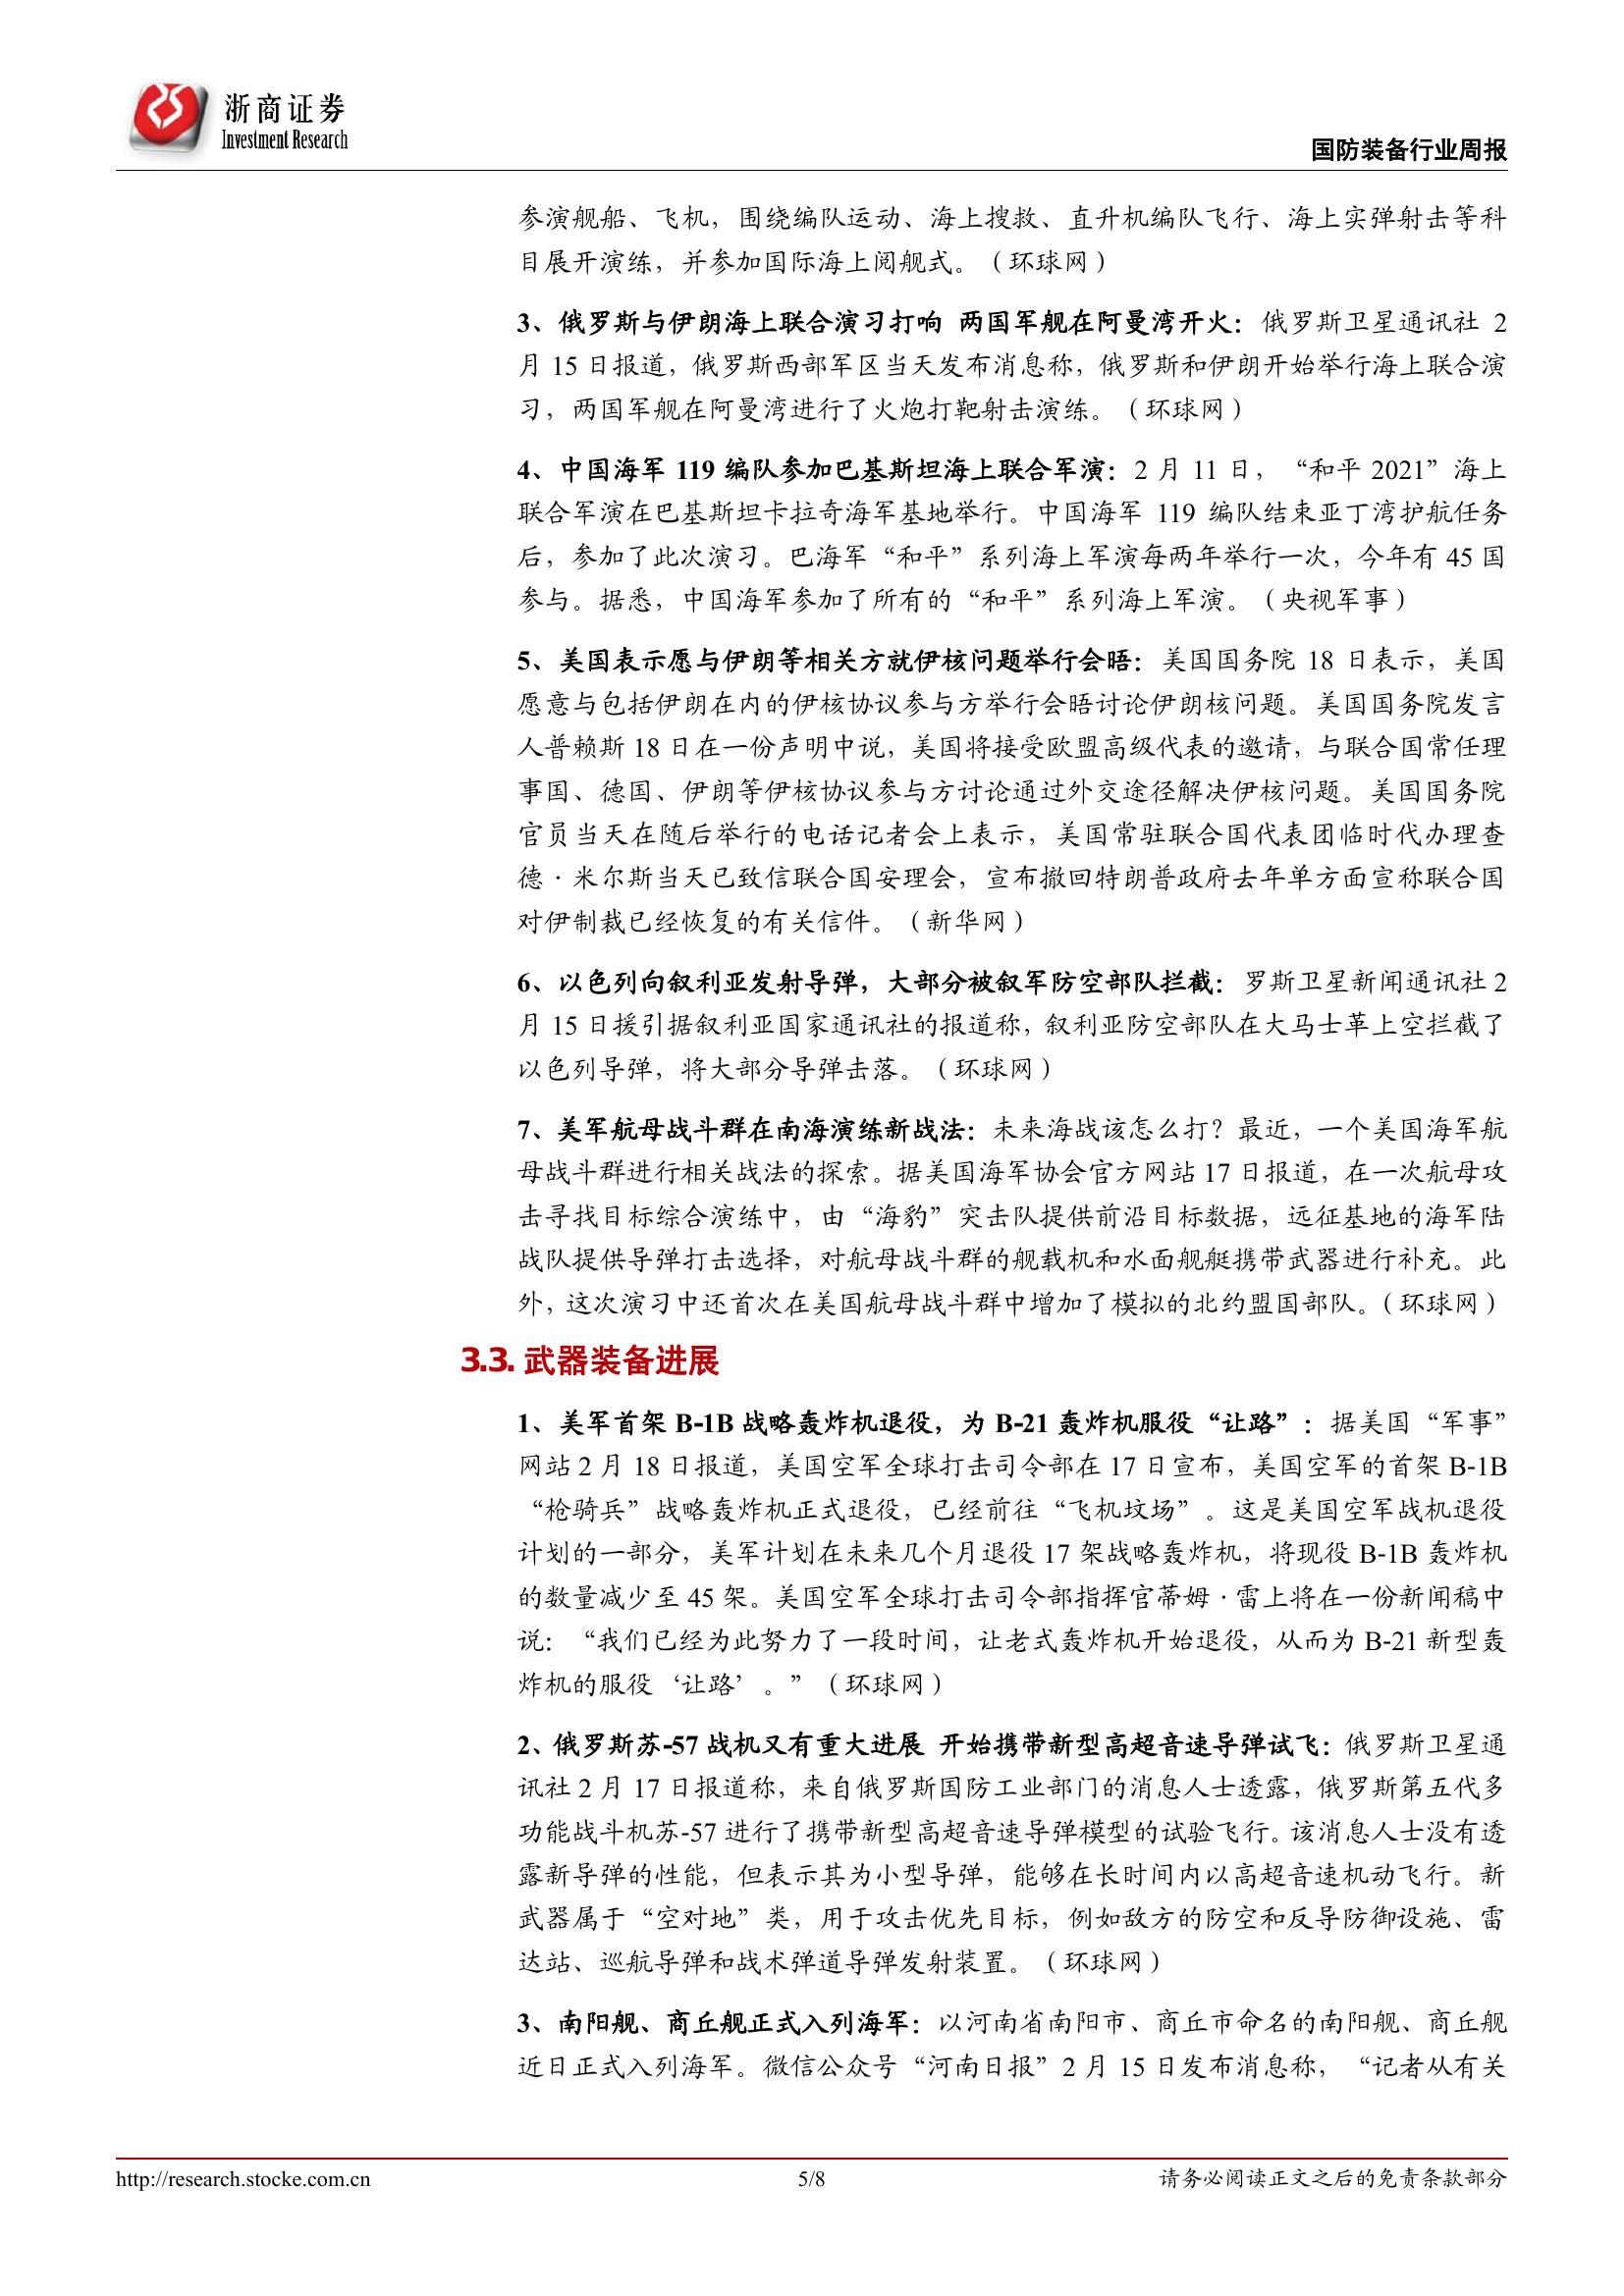 浙商证券
Investment Research
国防装备行业周报
参演舰船、飞机，围绕编队运动、海上搜救、直升机编队飞行、海上实弹射击等科
目展开演练，并参加国际海上阅舰式。（环球网）
3、俄罗斯与伊朗海上联合演习打响 两国军舰在阿曼湾开火：俄罗斯卫星通讯社 2
月 15 日报道，俄罗斯西部军区当天发布消息称，俄罗斯和伊朗开始举行海上联合演
习，两国军舰在阿曼湾进行了火炮打靶射击演练。（环球网）
4、中国海军 119 编队参加巴基斯坦海上联合军演：2 月 11 日，“和平 2021”海上
联合军演在巴基斯坦卡拉奇海军基地举行。中国海军 119 编队结束亚丁湾护航任务
后，参加了此次演习。巴海军“和平”系列海上军演每两年举行一次，今年有 45 国
参与。据悉，中国海军参加了所有的“和平”系列海上军演。（央视军事）
5、美国表示愿与伊朗等相关方就伊核问题举行会晤：美国国务院 18 日表示，美国
愿意与包括伊朗在内的伊核协议参与方举行会晤讨论伊朗核问题。美国国务院发言
人普赖斯 18 日在一份声明中说，美国将接受欧盟高级代表的邀请，与联合国常任理
事国、德国、伊朗等伊核协议参与方讨论通过外交途径解决伊核问题。美国国务院
官员当天在随后举行的电话记者会上表示，美国常驻联合国代表团临时代办理查
德·米尔斯当天已致信联合国安理会，宣布撤回特朗普政府去年单方面宣称联合国
对伊制裁已经恢复的有关信件。（新华网）
6、以色列向叙利亚发射导弹，大部分被叙军防空部队拦截：罗斯卫星新闻通讯社 2
月 15 日援引据叙利亚国家通讯社的报道称，叙利亚防空部队在大马士革上空拦截了
以色列导弹，将大部分导弹击落。（环球网）
7、美军航母战斗群在南海演练新战法：未来海战该怎么打？最近，一个美国海军航
母战斗群进行相关战法的探索。据美国海军协会官方网站 17 日报道，在一次航母攻
击寻找目标综合演练中，由“海豹”突击队提供前沿目标数据，远征基地的海军陆
战队提供导弹打击选择，对航母战斗群的舰载机和水面舰艇携带武器进行补充。此
外，这次演习中还首次在美国航母战斗群中增加了模拟的北约盟国部队。（环球网）
3.3. 武器装备进展
1、美军首架 B-1B 战略轰炸机退役，为 B-21 轰炸机服役“让路”：据美国“军事”
网站 2 月 18 日报道，美国空军全球打击司令部在 17 日宣布，美国空军的首架 B-1B
“枪骑兵”战略轰炸机正式退役，已经前往“飞机坟场”。这是美国空军战机退役
计划的一部分，美军计划在未来几个月退役 17 架战略轰炸机，将现役 B-1B 轰炸机
的数量减少至 45 架。美国空军全球打击司令部指挥官蒂姆·雷上将在一份新闻稿中
说：“我们已经为此努力了一段时间，让老式轰炸机开始退役，从而为 B-21 新型轰
炸机的服役‘让路’。”（环球网）
2、俄罗斯苏-57 战机又有重大进展 开始携带新型高超音速导弹试飞：俄罗斯卫星通
讯社 2 月 17 日报道称，来自俄罗斯国防工业部门的消息人士透露，俄罗斯第五代多
功能战斗机苏-57 进行了携带新型高超音速导弹模型的试验飞行。该消息人士没有透
露新导弹的性能，但表示其为小型导弹，能够在长时间内以高超音速机动飞行。新
武器属于“空对地”类，用于攻击优先目标，例如敌方的防空和反导防御设施、雷
达站、巡航导弹和战术弹道导弹发射装置。（环球网）
3、南阳舰、商丘舰正式入列海军：以河南省南阳市、商丘市命名的南阳舰、商丘舰
近日正式入列海军。微信公众号“河南日报”2 月 15 日发布消息称，“记者从有关
http://research.stocke.com.cn
5/8
请务必阅读正文之后的免责条款部分